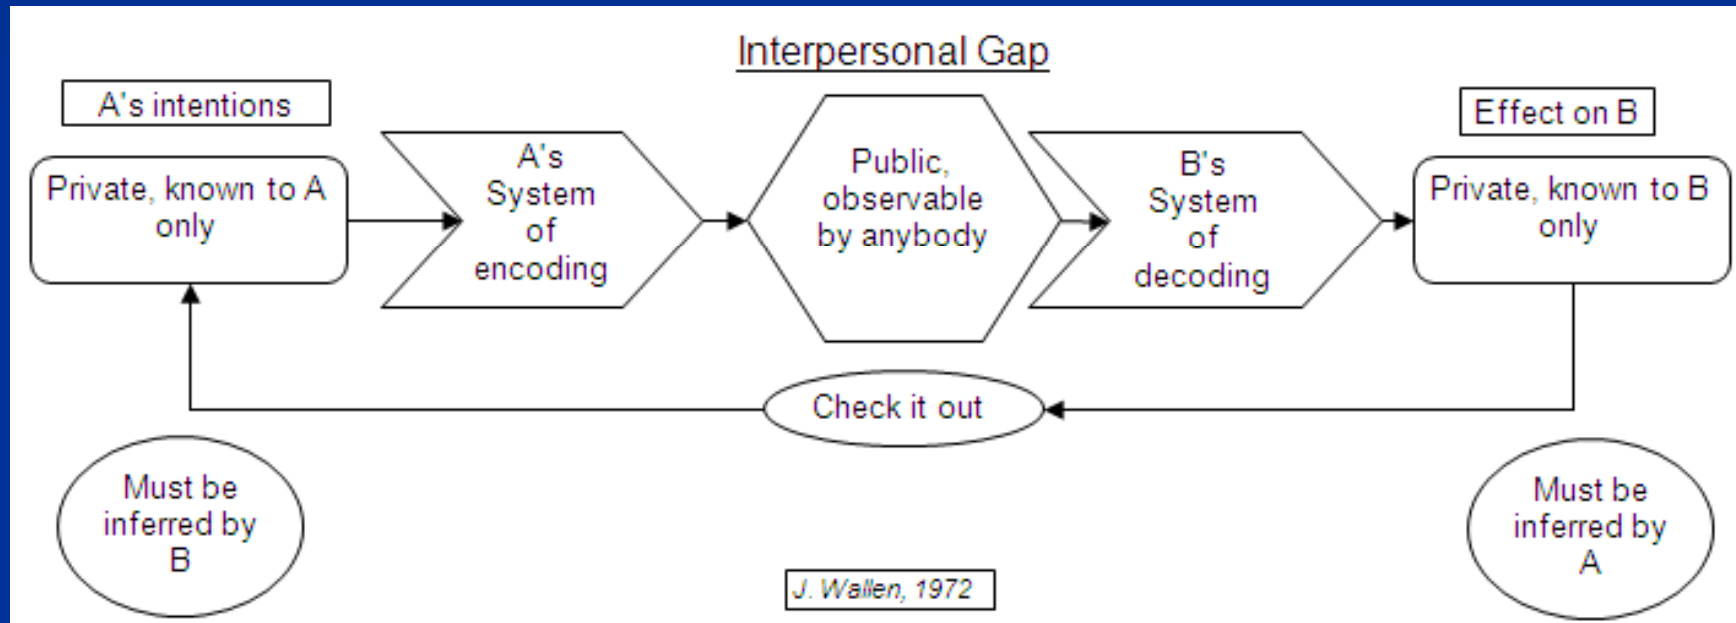 Interpersonal Gap
A's intentions
Private, known to A
only
A's
System
of
encoding
Public,
observable
by anybody
B's
System
of
decoding
Effect on B
Private, known to B
only
Check it out
Must be
inferred by
B
Must be
inferred by
A
J. Wallen, 1972